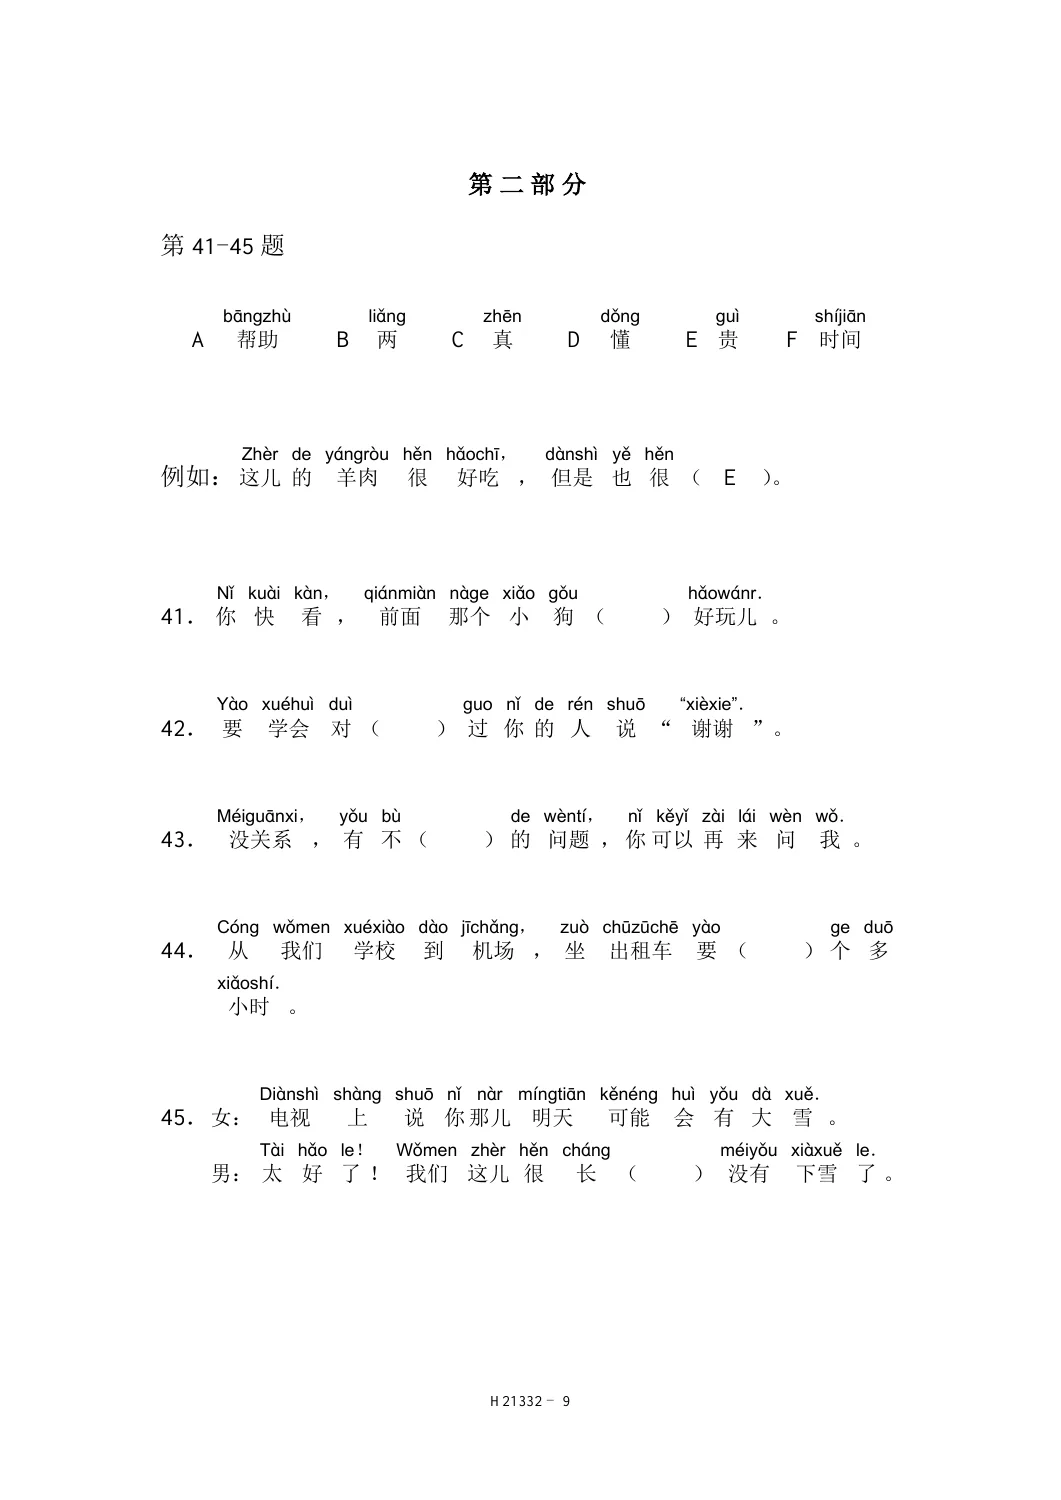 第二部分
第 41-45 题
bāngzhù liǎng zhēn dǒng guì shíjiān
A 帮助 B 两 C 真 D 懂 E 贵 F 时间
Zhèr de yángròu hěn hǎochī, dànshì yě hěn
例如：这儿的羊肉很好吃，但是也很（ E ）。
Nǐ kuài kàn, qiánmiàn nàge xiǎo gǒu hǎowánr.
41. 你快看，前面那个小狗（ ）好玩儿。
Yào xuéhuì duì guo nǐ de rén shuō “xièxie”.
42. 要学会对（ ）过你的人说“谢谢”。
Méiguānxi, yǒu bù de wèntí, nǐ kěyǐ zài lái wèn wǒ.
43. 没关系，有不（ ）的问题，你可以再来问我。
Cóng wǒmen xuéxiào dào jīchǎng, zuò chūzūchē yào ge duō
44. 从我们学校到机场，坐出租车要（ ）个多
xiǎoshí.
小时。
Diànshì shàng shuō nǐ nàr míngtiān kěnéng huì yǒu dà xuě.
45. 女：电视上说你那儿明天可能会有大雪。
Tài hǎo le! Wǒmen zhèr hěn cháng méiyǒu xiàxuě le.
男：太好了！我们这儿很长（ ）没有下雪了。
H21332 - 9